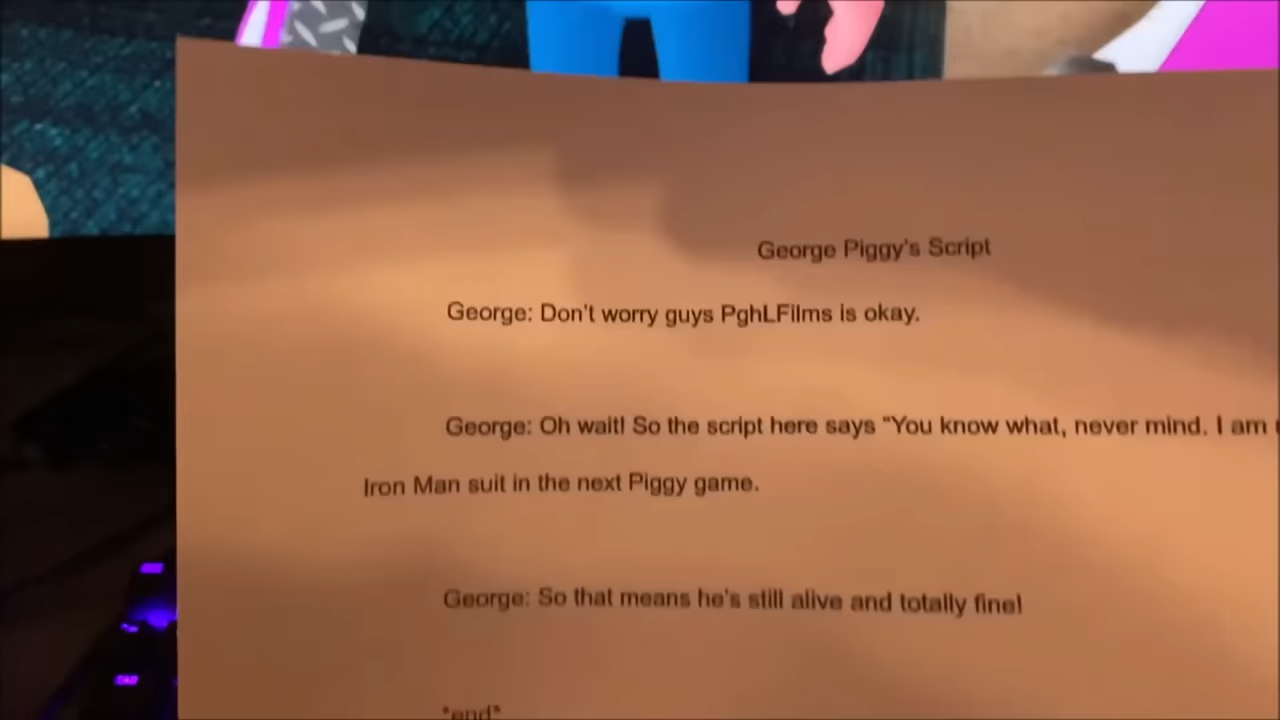 George Piggy's Script
George: Don't worry guys PghLFilms is okay.
George: Oh wait! So the script here says "You know what, never mind. I am
Iron Man suit in the next Piggy game.
George: So that means he's still alive and totally fine!
*end*
TAB